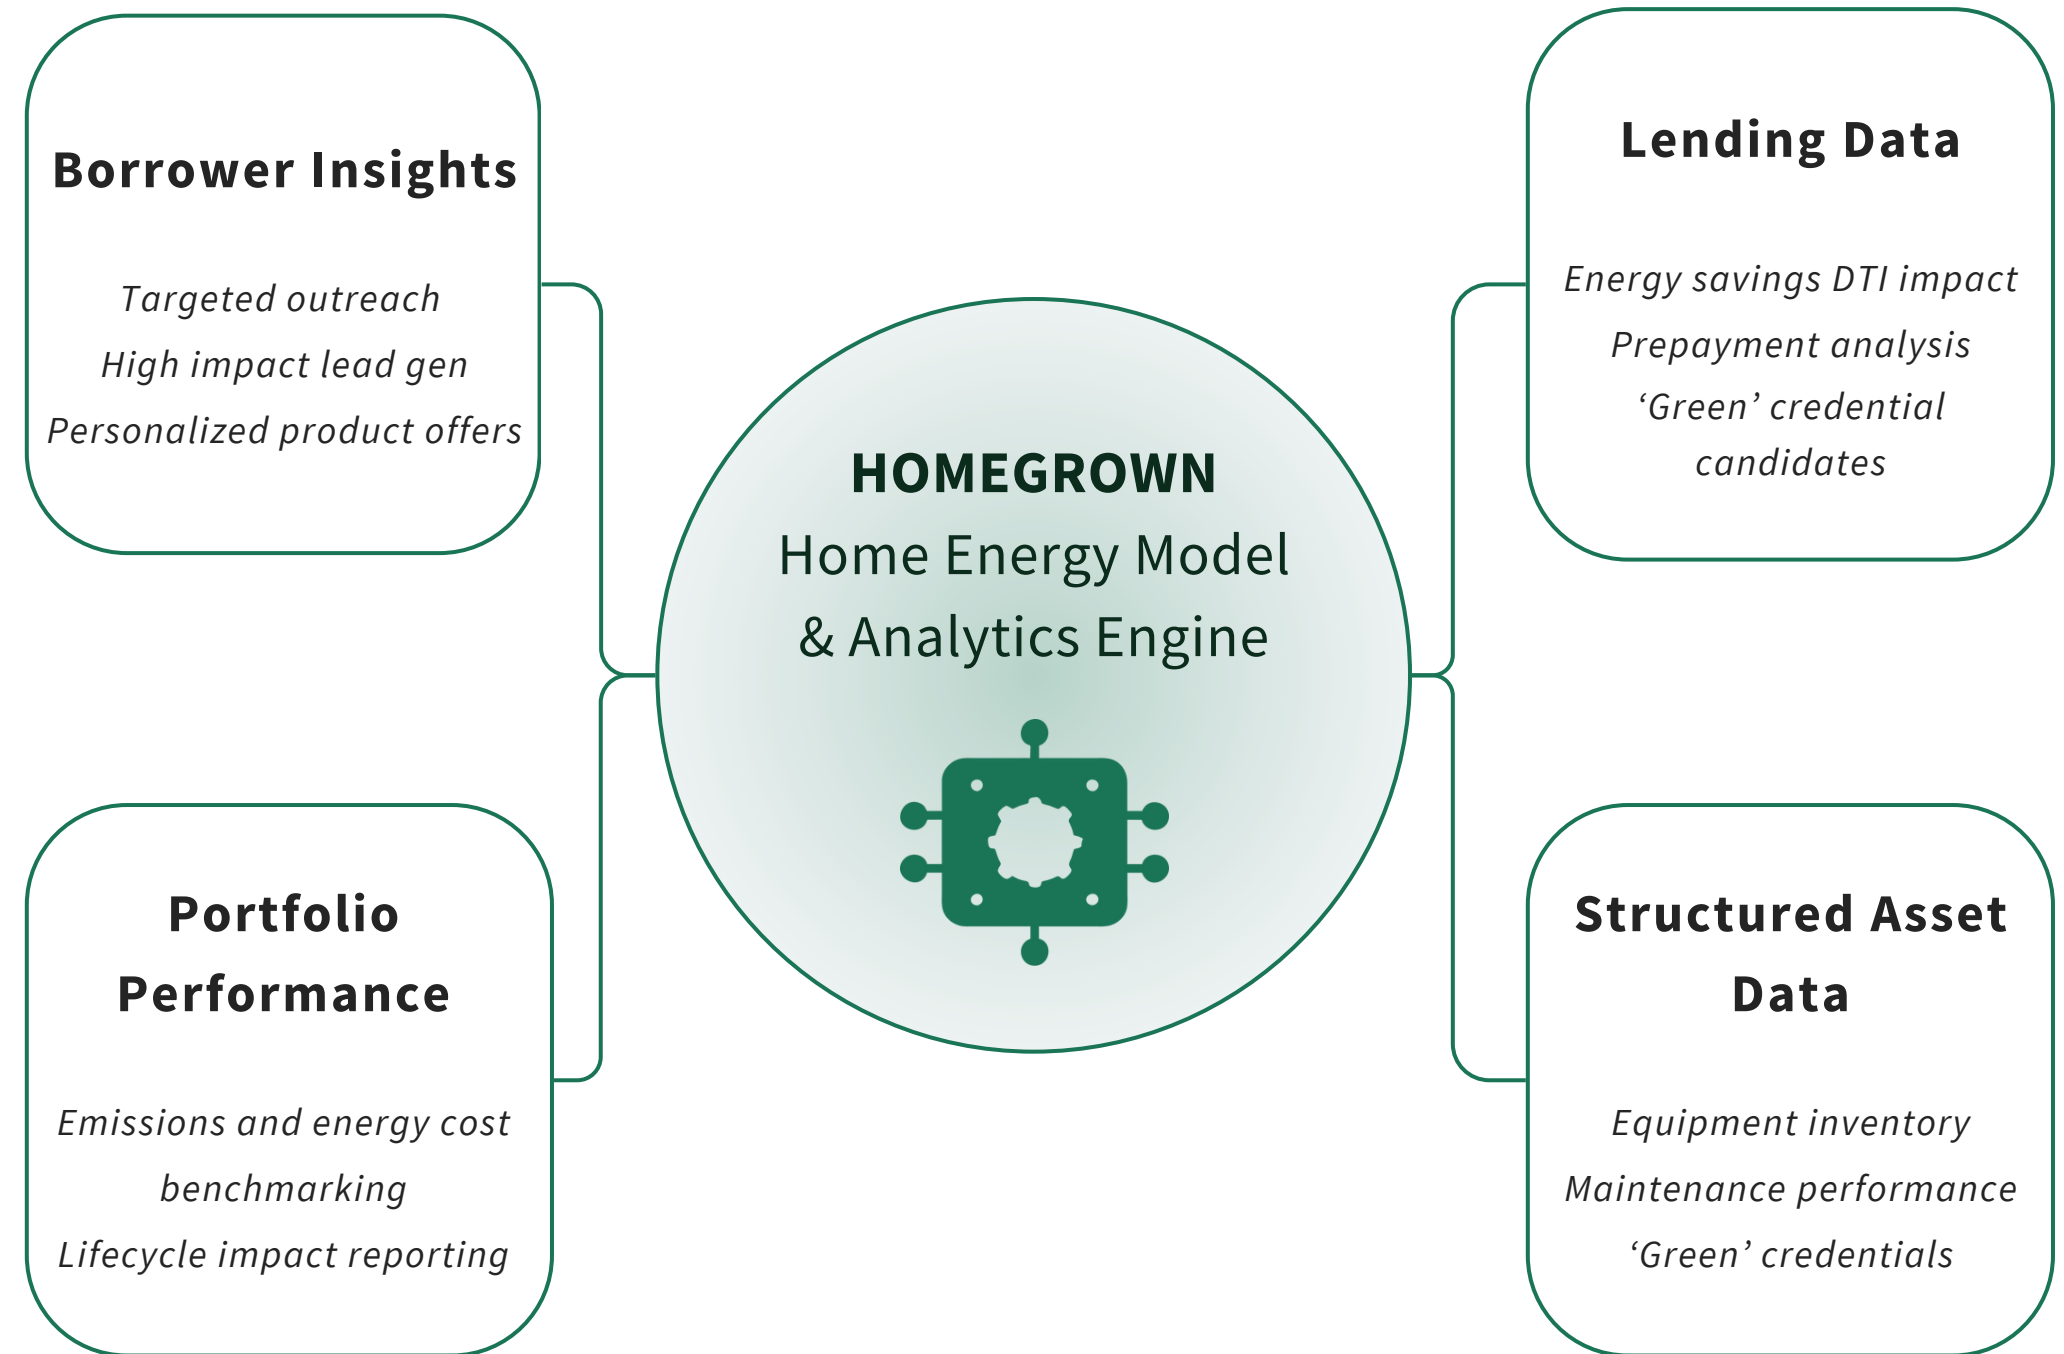 Borrower Insights
Targeted outreach
High impact lead gen
Personalized product offers
Portfolio
Performance
Emissions and energy cost
benchmarking
Lifecycle impact reporting
HOMEGROWN
Home Energy Model
& Analytics Engine
Lending Data
Energy savings DTI impact
Prepayment analysis
‘Green’ credential
candidates
Structured Asset
Data
Equipment inventory
Maintenance performance
‘Green’ credentials